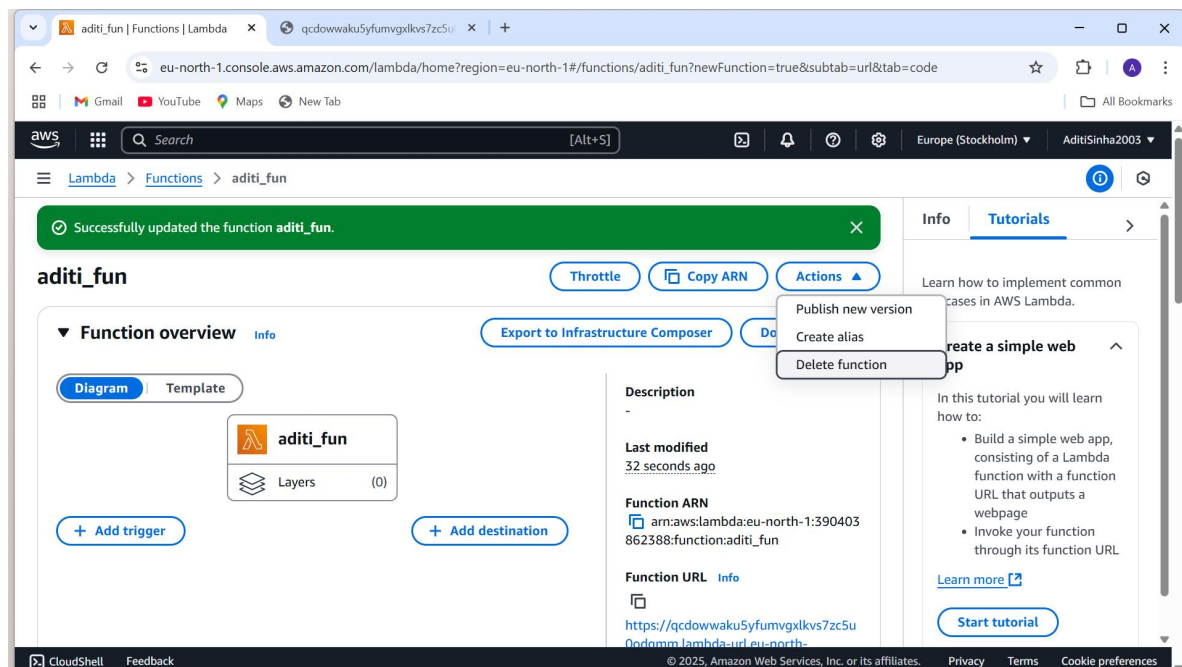 aditi_fun | Functions | Lambda
qcdowwaku5yfumvgxlkvs7zc5u
eu-north-1.console.aws.amazon.com/lambda/home?region=eu-north-1#/functions/aditi_fun?newFunction=true&subtab=url&tab=code
A
Gmail YouTube Maps New Tab All Bookmarks
aws Search [Alt+S] Europe (Stockholm) AditiSinha2003
Lambda > Functions > aditi_fun
Successfully updated the function aditi_fun.
aditi_fun
Throttle Copy ARN Actions
Publish new version
Create alias
Delete function
Function overview Info
Export to Infrastructure Composer Do
Diagram Template
aditi_fun
Layers (0)
+ Add trigger
+ Add destination
Description
-
Last modified
32 seconds ago
Function ARN
arn:aws:lambda:eu-north-1:390403
862388:function:aditi_fun
Function URL Info
https://qcdowwaku5yfumvgxlkvs7zc5u
0odqmm.lambda-url.eu-north-
Info Tutorials
Learn how to implement common
cases in AWS Lambda.
reate a simple web
pp
In this tutorial you will learn
how to:
• Build a simple web app,
consisting of a Lambda
function with a function
URL that outputs a
webpage
• Invoke your function
through its function URL
Learn more
Start tutorial
CloudShell Feedback © 2025, Amazon Web Services, Inc. or its affiliates. Privacy Terms Cookie preferences